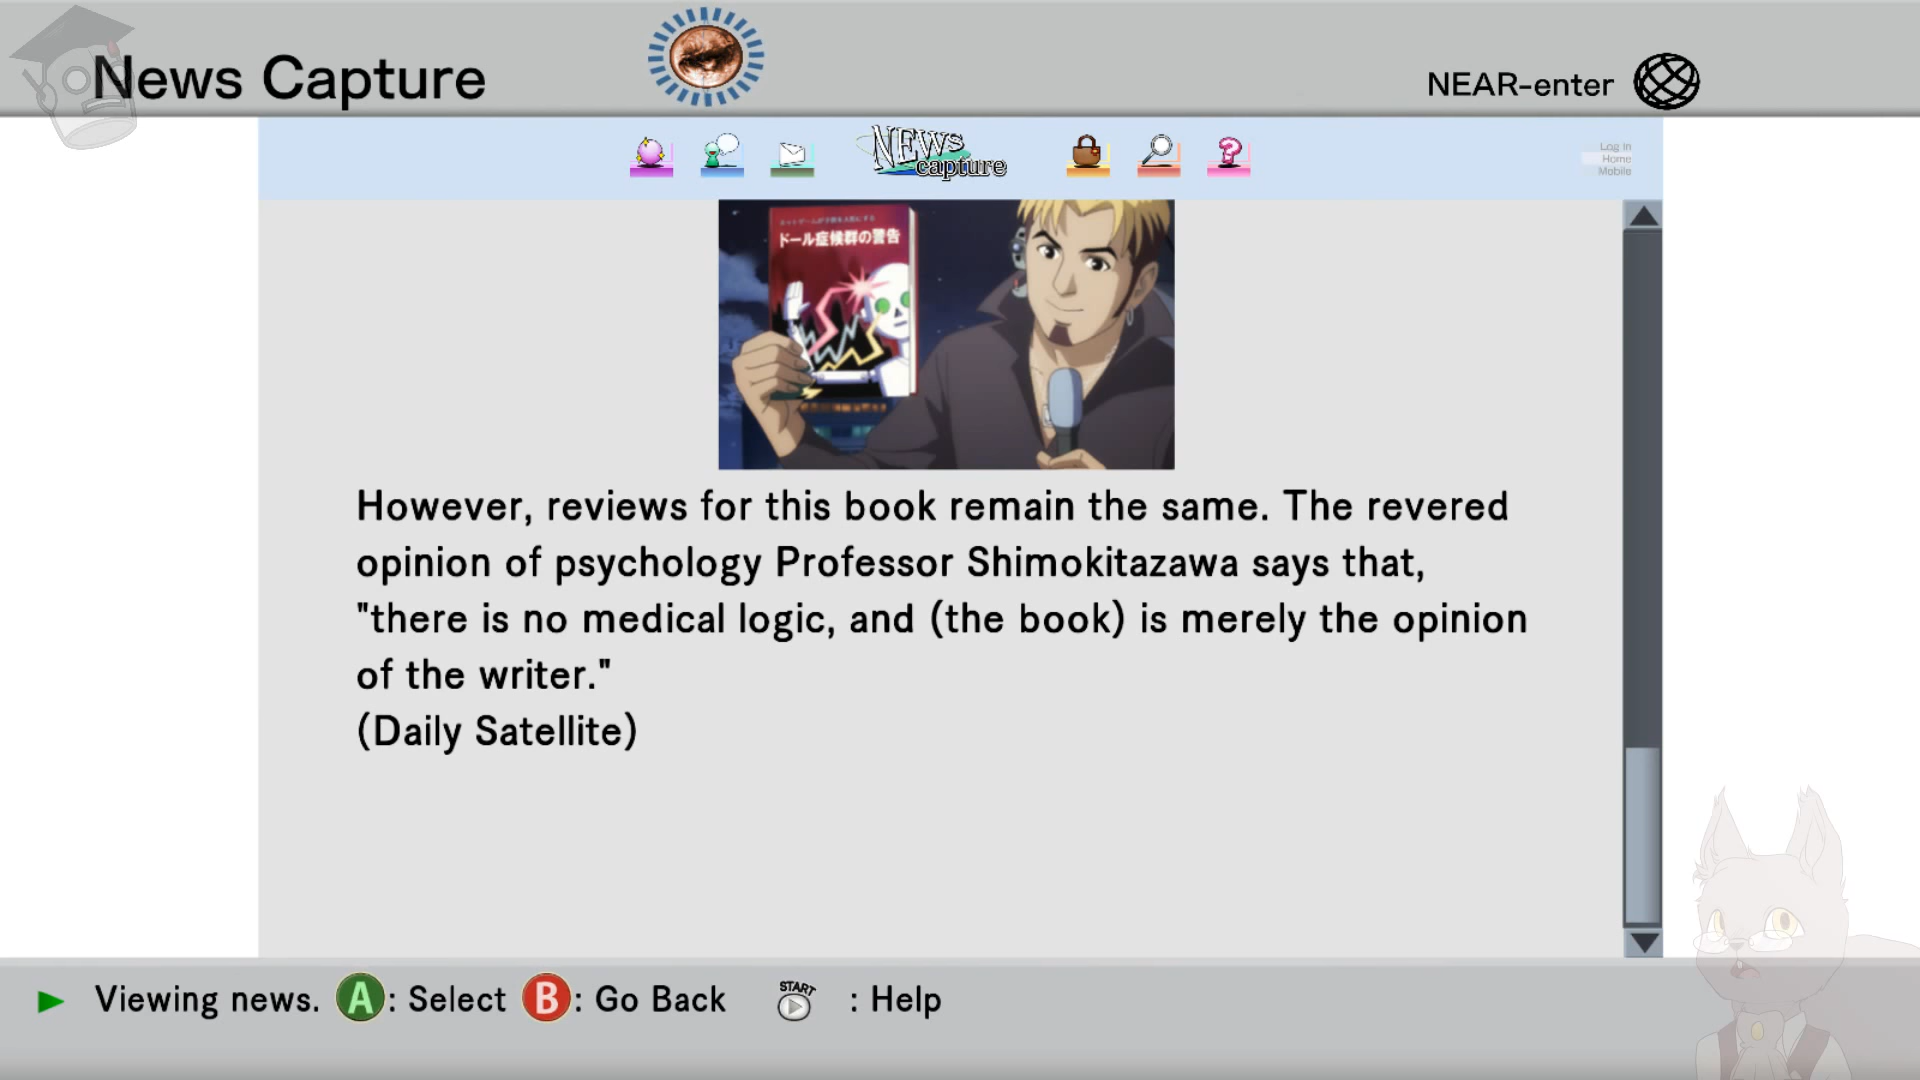 News Capture
NEAR-enter
NEWS
capture
Log in
Home
Mobile
ドール症候群の警告
However, reviews for this book remain the same. The revered
opinion of psychology Professor Shimokitazawa says that,
"there is no medical logic, and (the book) is merely the opinion
of the writer."
(Daily Satellite)
Viewing news. A: Select B: Go Back START : Help